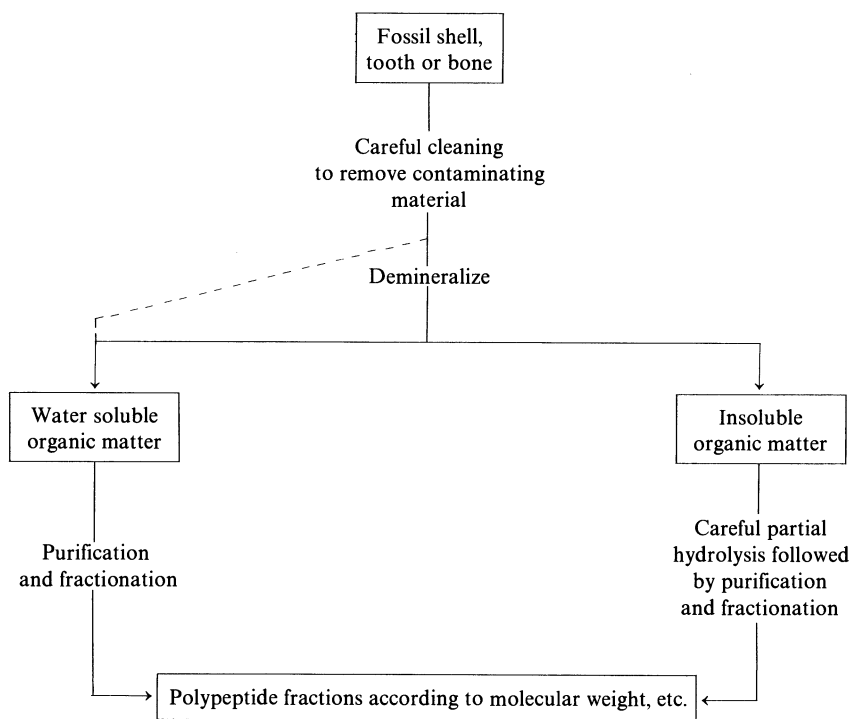 Fossil shell,
tooth or bone
Careful cleaning
to remove contaminating
material
Demineralize
Water soluble
organic matter
Insoluble
organic matter
Purification
and fractionation
Careful partial
hydrolysis followed
by purification
and fractionation
Polypeptide fractions according to molecular weight, etc.